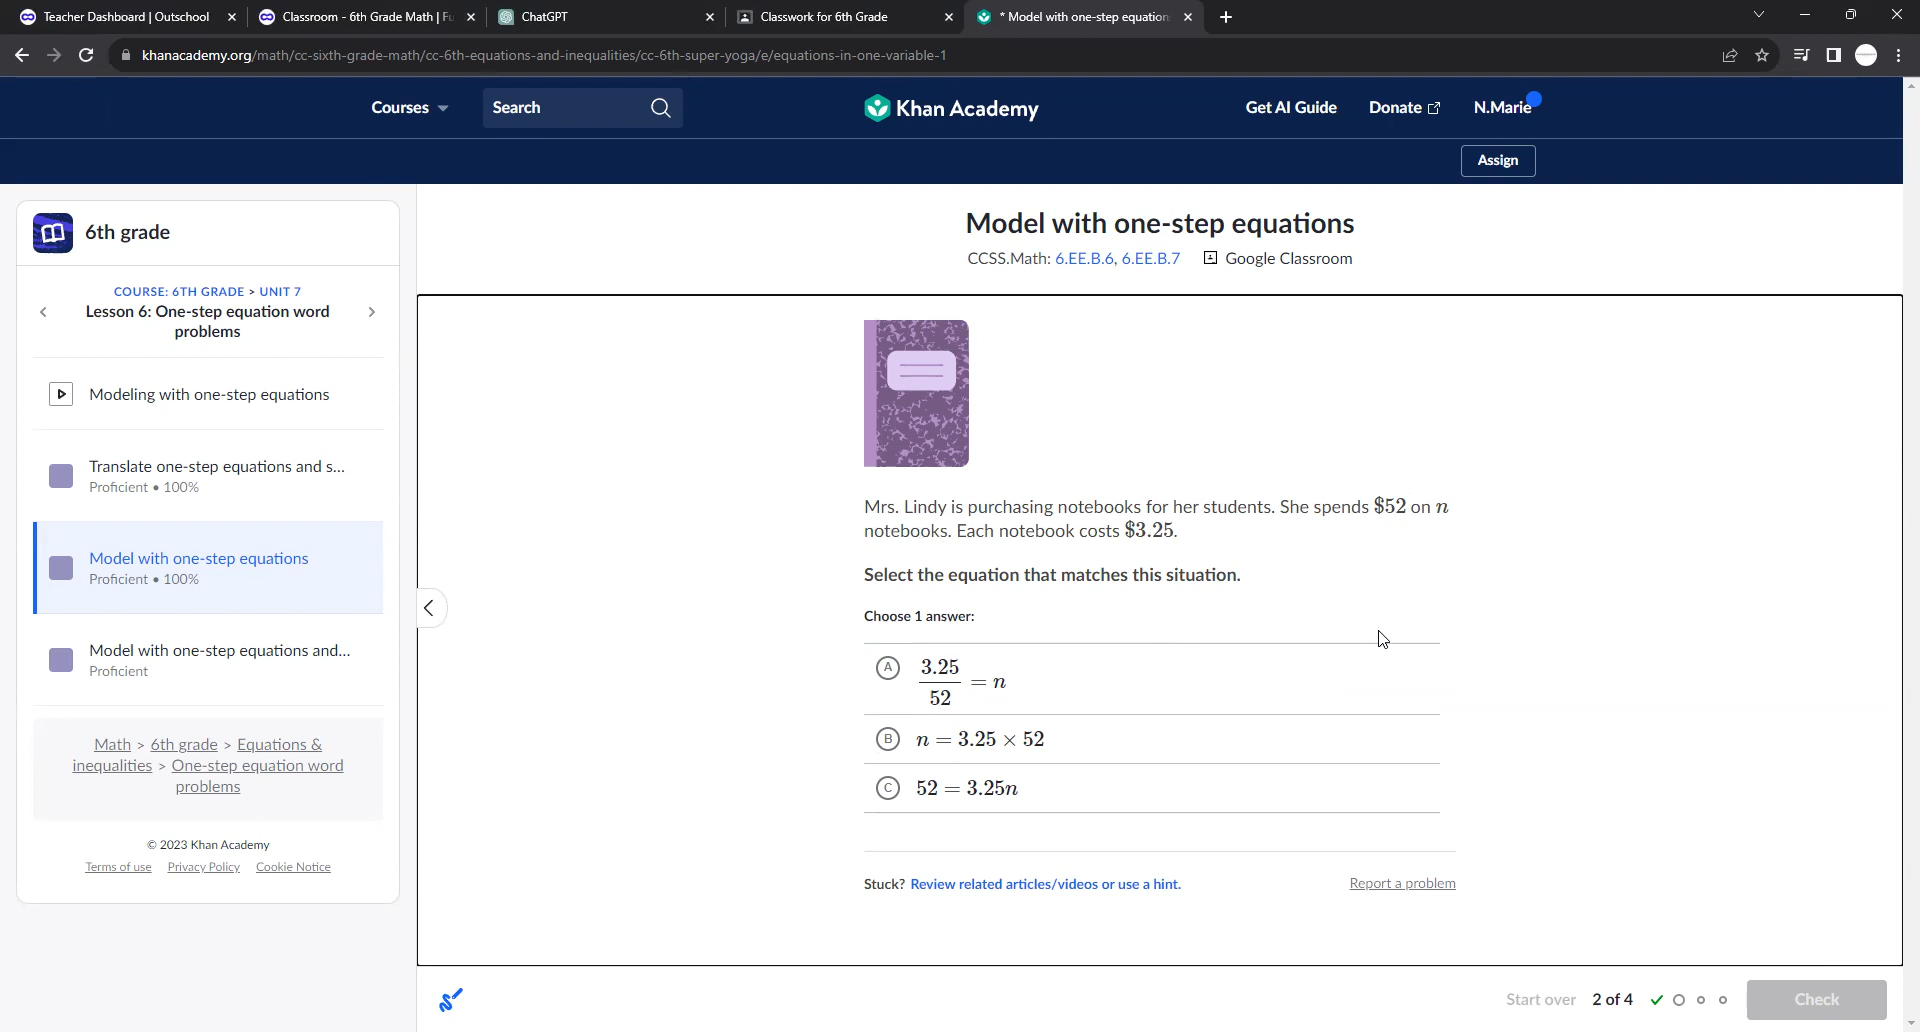 Teacher Dashboard | Outschool
Classroom - 6th Grade Math | Fu
ChatGPT
Classwork for 6th Grade
* Model with one-step equation
khanacademy.org/math/cc-sixth-grade-math/cc-6th-equations-and-inequalities/cc-6th-super-yoga/e/equations-in-one-variable-1
Courses
Search
Khan Academy
Get AI Guide
Donate
N.Marie
Assign
6th grade
COURSE: 6TH GRADE > UNIT 7
Lesson 6: One-step equation word
problems
Modeling with one-step equations
Translate one-step equations and s...
Proficient • 100%
Model with one-step equations
Proficient • 100%
Model with one-step equations and...
Proficient
Math > 6th grade > Equations &
inequalities > One-step equation word
problems
© 2023 Khan Academy
Terms of use Privacy Policy Cookie Notice
Model with one-step equations
CCSS.Math: 6.EE.B.6, 6.EE.B.7 Google Classroom
Mrs. Lindy is purchasing notebooks for her students. She spends $52 on n
notebooks. Each notebook costs $3.25.
Select the equation that matches this situation.
Choose 1 answer:
A 3.25/52 = n
B n = 3.25 × 52
C 52 = 3.25n
Stuck? Review related articles/videos or use a hint.
Report a problem
Start over 2 of 4
Check